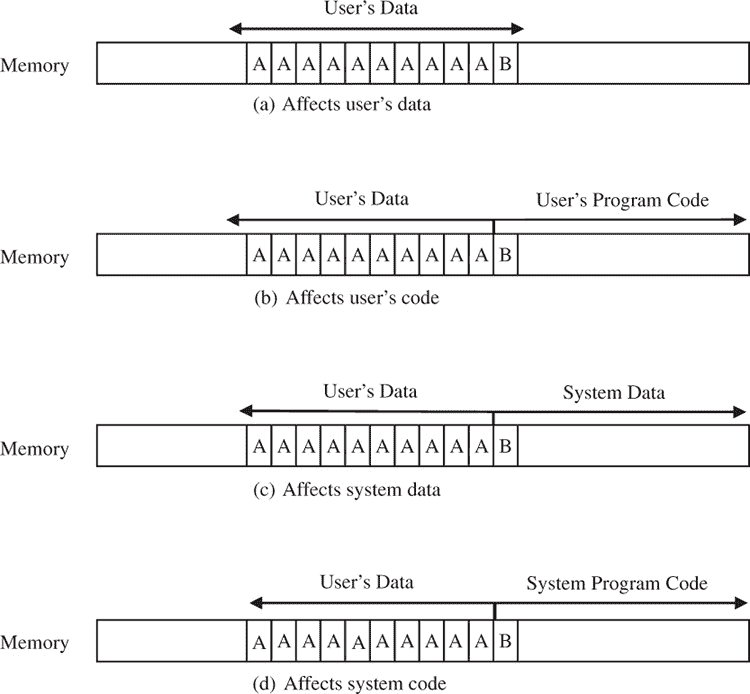 User’s Data
Memory A A A A A A A A A A B
(a) Affects user’s data
User’s Data User’s Program Code
Memory A A A A A A A A A A B
(b) Affects user’s code
User’s Data System Data
Memory A A A A A A A A A A B
(c) Affects system data
User’s Data System Program Code
Memory A A A A A A A A A A B
(d) Affects system code